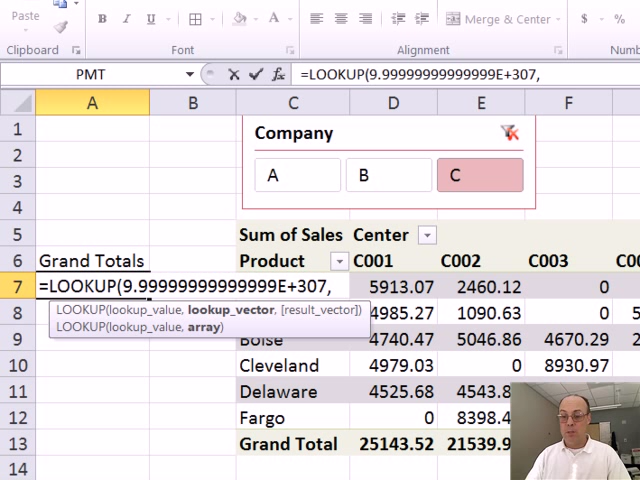 Paste
B I U A
Merge & Center $ %
Clipboard Font Alignment Numb
PMT fx =LOOKUP(9.99999999999999E+307,
A B C D E F
1 Company
2
3 A B C
4
5 Sum of Sales Center
6 Grand Totals Product C001 C002 C003 C00
7 =LOOKUP(9.99999999999999E+307, 5913.07 2460.12 0
LOOKUP(lookup_value, lookup_vector, [result_vector])
8 4985.27 1090.63 0 5
LOOKUP(lookup_value, array)
9 Boise 4740.47 5046.86 4670.29 2
10 Cleveland 4979.03 0 8930.97
11 Delaware 4525.68 4543.8
12 Fargo 0 8398.4
13 Grand Total 25143.52 21539.9
14